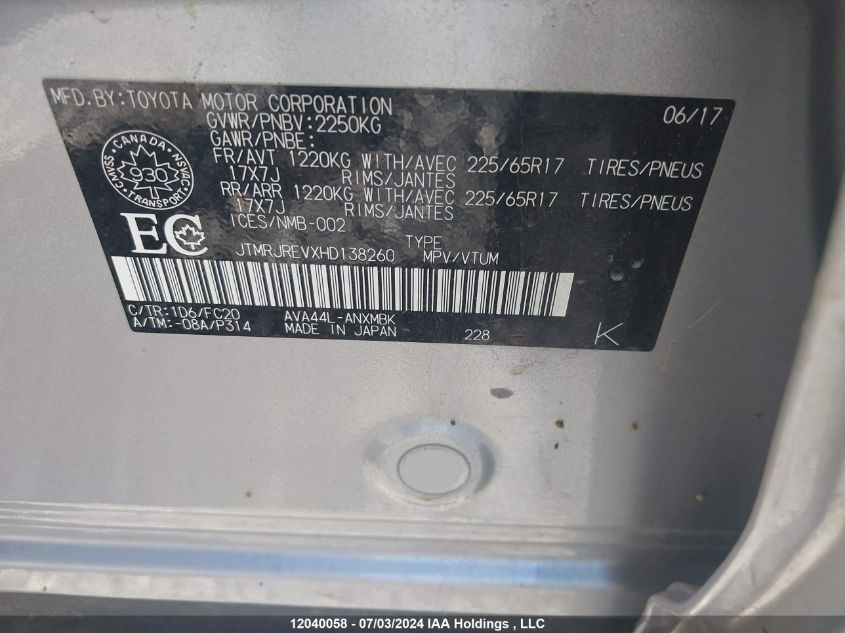 MFD.BY:TOYOTA MOTOR CORPORATION 06/17
GVWR/PNBV:2250KG
GAWR/PNBE:
FR/AVT 1220KG WITH/AVEC 225/65R17 TIRES/PNEUS
17X7J RIMS/JANTES
RR/ARR 1220KG WITH/AVEC 225/65R17 TIRES/PNEUS
17X7J RIMS/JANTES
ICES/NMB-002
CANADA
930
CMVSS NSVAC
TRANSPORT
EC
TYPE
JTMRJREVXHD138260 MPV/VTUM
C/TR:1D6/FC20 AVA44L-ANXMBK
A/TM:-08A/P314 MADE IN JAPAN 228 K
12040058 - 07/03/2024 IAA Holdings , LLC